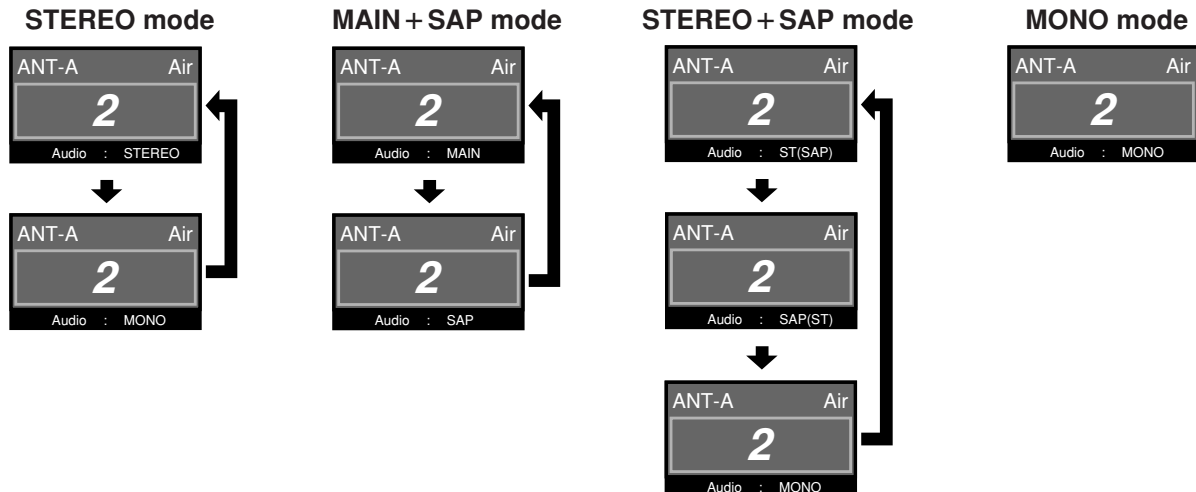 STEREO mode
ANT-A Air
2
Audio : STEREO
ANT-A Air
2
Audio : MONO
MAIN+SAP mode
ANT-A Air
2
Audio : MAIN
ANT-A Air
2
Audio : SAP
STEREO+SAP mode
ANT-A Air
2
Audio : ST(SAP)
ANT-A Air
2
Audio : SAP(ST)
ANT-A Air
2
Audio : MONO
MONO mode
ANT-A Air
2
Audio : MONO